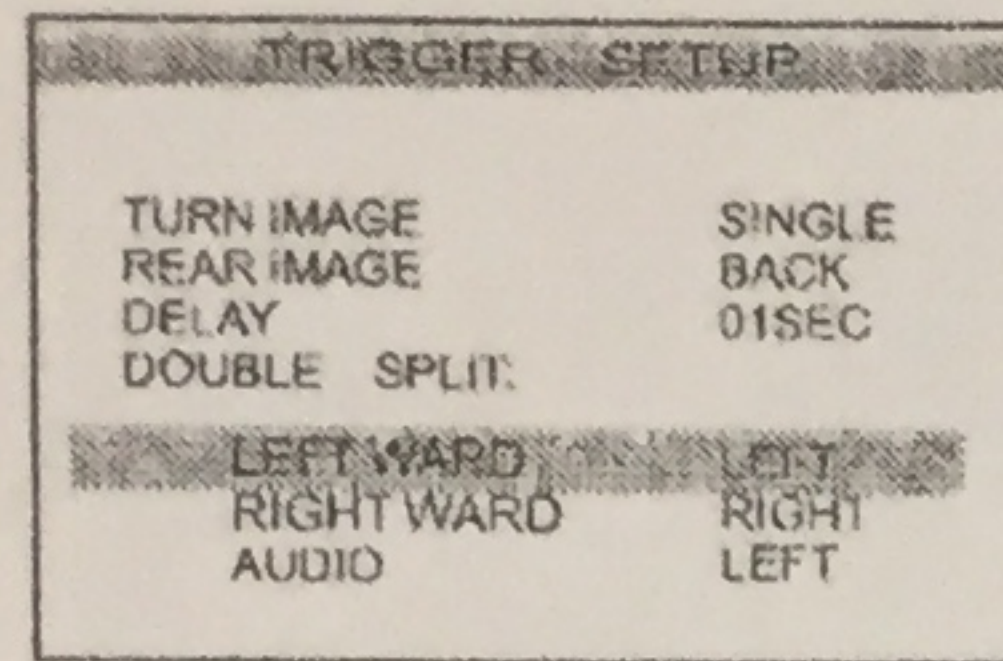 TRIGGER SETUP
TURN IMAGE SINGLE
REAR IMAGE BACK
DELAY 01SEC
DOUBLE SPLIT:
LEFT WARD LEFT
RIGHT WARD RIGHT
AUDIO LEFT